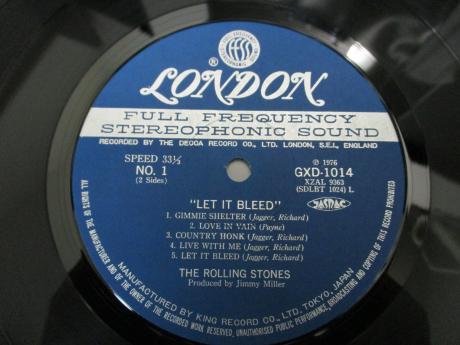 FULL FREQUENCY STEREOPHONIC SOUND
®
LONDON
FULL FREQUENCY
STEREOPHONIC SOUND
RECORDED BY THE DECCA RECORD CO., LTD. LONDON, S.E.I., ENGLAND
SPEED 33⅓
NO. 1
(2 Sides)
℗ 1976
GXD-1014
XZAL 9363
(SDLBT 1024) L
JASRAC
"LET IT BLEED"
1. GIMMIE SHELTER (Jagger, Richard)
2. LOVE IN VAIN (Payne)
3. COUNTRY HONK (Jagger, Richard)
4. LIVE WITH ME (Jagger, Richard)
5. LET IT BLEED (Jagger, Richard)
THE ROLLING STONES
Produced by Jimmy Miller
MANUFACTURED BY KING RECORD CO., LTD. TOKYO, JAPAN
ALL RIGHTS OF THE MANUFACTURER AND OF THE OWNER OF THE RECORDED WORK RESERVED, UNAUTHORISED PUBLIC PERFORMANCE, BROADCASTING AND COPYING OF THIS RECORD PROHIBITED